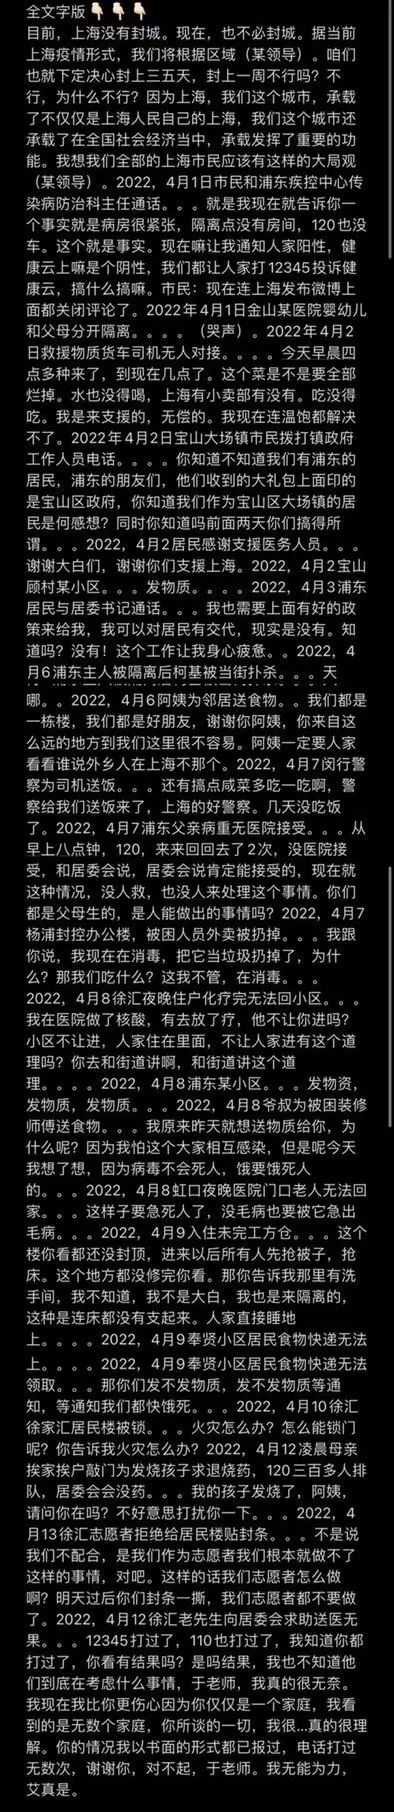 全文字版👇🏻👇🏻👇🏻
目前，上海没有封城。现在，也不必封城。据当前
上海疫情形式，我们将根据区域（某领导）。咱们
也就下定决心封上三五天，封上一周不行吗？不
行，为什么不行？因为上海，我们这个城市，承载
了不仅仅是上海人民自己的上海，我们这个城市还
承载了在全国社会经济当中，承载发挥了重要的功
能。我想我们全部的上海市民应该有这样的大局观
（某领导）。2022，4月1日市民和浦东疾控中心传
染病防治科主任通话。。。就是我现在就告诉你一
个事实就是病房很紧张，隔离点没有房间，120也没
车。这个就是事实。现在嘛让我通知人家阳性，健
康云上嘛是个阴性，我们都让人家打12345投诉健
康云，搞什么搞嘛。市民：现在连上海发布微博上
面都关闭评论了。2022年4月1日金山某医院婴幼儿
和父母分开隔离。。。。（哭声）。2022年4月2
日救援物质货车司机无人对接。。。。今天早晨四
点多种来了，到现在几点了。这个菜是不是要全部
烂掉。水也没得喝，上海有小卖部有没有。吃没得
吃。我是来支援的，无偿的。我现在连温饱都解决
不了。2022年4月2日宝山大场镇市民拨打镇政府
工作人员电话。。。。你知道不知道我们有浦东的
居民，浦东的朋友们，他们收到的大礼包上面印的
是宝山区政府，你知道我们作为宝山区大场镇的居
民是何感想？同时你知道吗前面两天你们搞得所
谓。。。2022，4月2居民感谢支援医务人员。。。
谢谢大白们，谢谢你们支援上海。2022，4月2宝山
顾村某小区。。。发物质。。。。2022，4月3浦东
居民与居委书记通话。。。我也需要上面有好的政
策来给我，我可以对居民有交代，现实是没有。知
道吗？没有！这个工作让我身心疲惫。。2022，4
月6浦东主人被隔离后柯基被当街扑杀。。。天
哪。。2022，4月6阿姨为邻居送食物。。我们都是
一栋楼，我们都是好朋友，谢谢你阿姨，你来自这
么远的地方到我们这里很不容易。阿姨一定要人家
看看谁说外乡人在上海不那个。2022，4月7闵行警
察为司机送饭。。。还有搞点咸菜多吃一吃啊，警
察给我们送饭来了，上海的好警察。几天没吃饭
了。2022，4月7浦东父亲病重无医院接受。。。从
早上八点钟，120，来来回回去了2次，没医院接
受，和居委会说，居委会说肯定能接受的，现在就
这种情况，没人救，也没人来处理这个事情。你们
都是父母生的，是人能做出的事情吗？2022，4月7
杨浦封控办公楼，被困人员外卖被扔掉。。。我跟
你说，我现在在消毒，把它当垃圾扔掉了，为什
么？那我们吃什么？这我不管，在消毒。。。
2022，4月8徐汇夜晚住户化疗完无法回小区。。。
我在医院做了核酸，有去放了疗，他不让你进吗？
小区不让进，人家住在里面，不让人家进有这个道
理吗？你去和街道讲啊，和街道讲这个道
理。。。。2022，4月8浦东某小区。。。发物资，
发物质，发物质。。。2022，4月8爷叔为被困装修
师傅送食物。。。我原来昨天就想送物质给你，为
什么呢？因为我怕这个大家相互感染，但是呢今天
我想了想，因为病毒不会死人，饿要饿死人
的。。。2022，4月8虹口夜晚医院门口老人无法回
家。。。这样子要急死人了，没毛病也要被它急出
毛病。。。2022，4月9入住未完工方仓。。。这个
楼你看都还没封顶，进来以后所有人先抢被子，抢
床。这个地方都没修完你看。那你告诉我那里有洗
手间，我不知道，我不是大白，我也是来隔离的，
这种是连床都没有支起来。人家直接睡地
上。。。。2022，4月9奉贤小区居民食物快递无法
上。。。。2022，4月9奉贤小区居民食物快递无法
领取。。。那你们发不发物质，发不发物质等通
知，等通知我们都快饿死。。。2022，4月10徐汇
徐家汇居民楼被锁。。。火灾怎么办？怎么能锁门
呢？你告诉我火灾怎么办？2022，4月12凌晨母亲
挨家挨户敲门为发烧孩子求退烧药，120三百多人排
队，居委会会没药。。。我的孩子发烧了，阿姨，
请问你在吗？不好意思打扰你一下。。。2022，4
月13徐汇志愿者拒绝给居民楼贴封条。。。不是说
我们不配合，是我们作为志愿者我们根本就做不了
这样的事情，对吧。这样的话我们志愿者怎么做
啊？明天过后你们封条一撕，我们志愿者都不要做
了。2022，4月12徐汇老先生向居委会求助送医无
果。。。12345打过了，110也打过了，我知道你都
打过了，你看有结果吗？是吗结果，我也不知道他
们到底在考虑什么事情，于老师，我真的很无奈。
我现在我比你更伤心因为你仅仅是一个家庭，我看
到的是无数个家庭，你所谈的一切，我很...真的很理
解。你的情况我以书面的形式都已报过，电话打过
无数次，谢谢你，对不起，于老师。我无能为力，
艾真是。